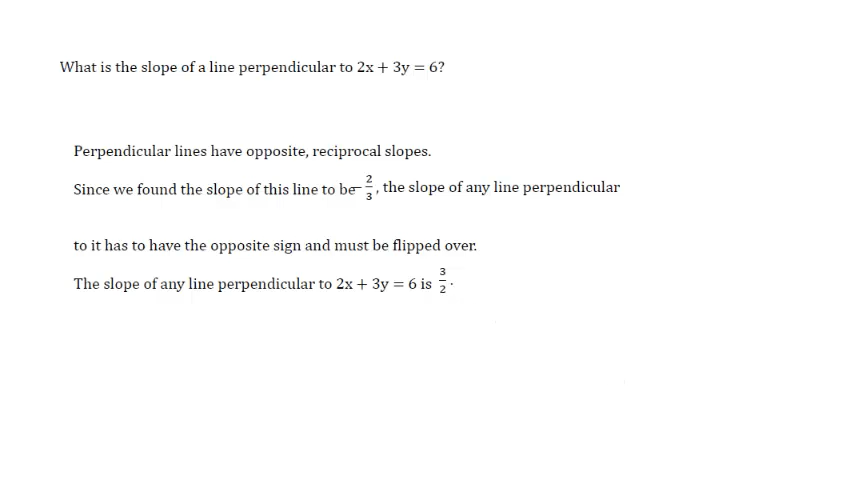 What is the slope of a line perpendicular to 2x + 3y = 6?
Perpendicular lines have opposite, reciprocal slopes.
Since we found the slope of this line to be −2/3, the slope of any line perpendicular
to it has to have the opposite sign and must be flipped over.
The slope of any line perpendicular to 2x + 3y = 6 is 3/2.